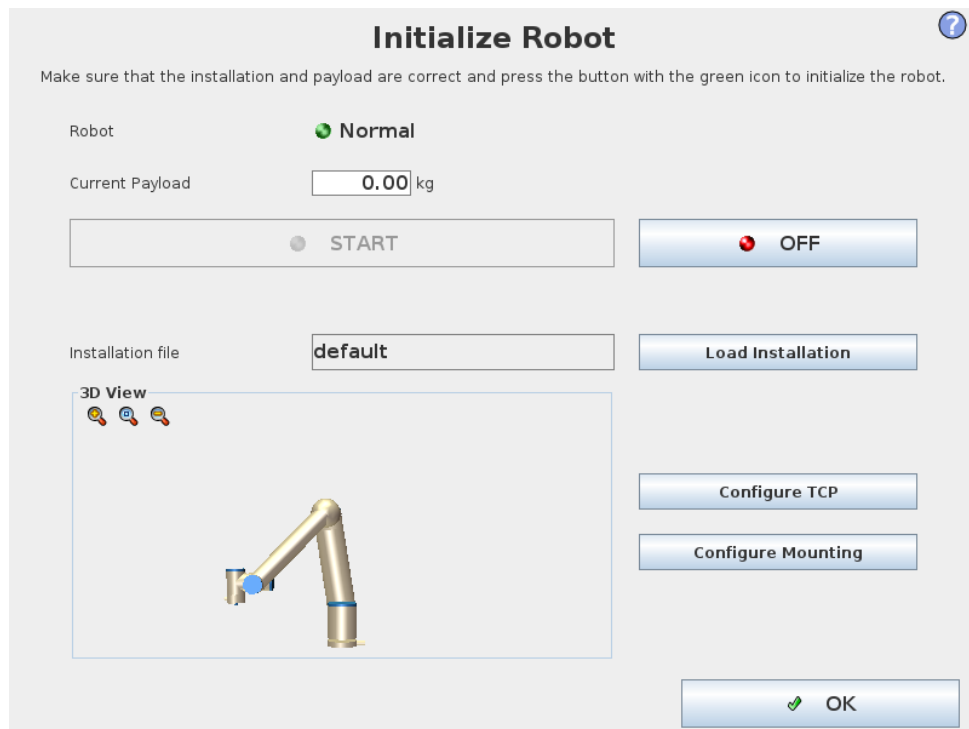 Initialize Robot
?
Make sure that the installation and payload are correct and press the button with the green icon to initialize the robot.
Robot Normal
Current Payload 0.00 kg
START OFF
Installation file default Load Installation
3D View
Configure TCP
Configure Mounting
OK